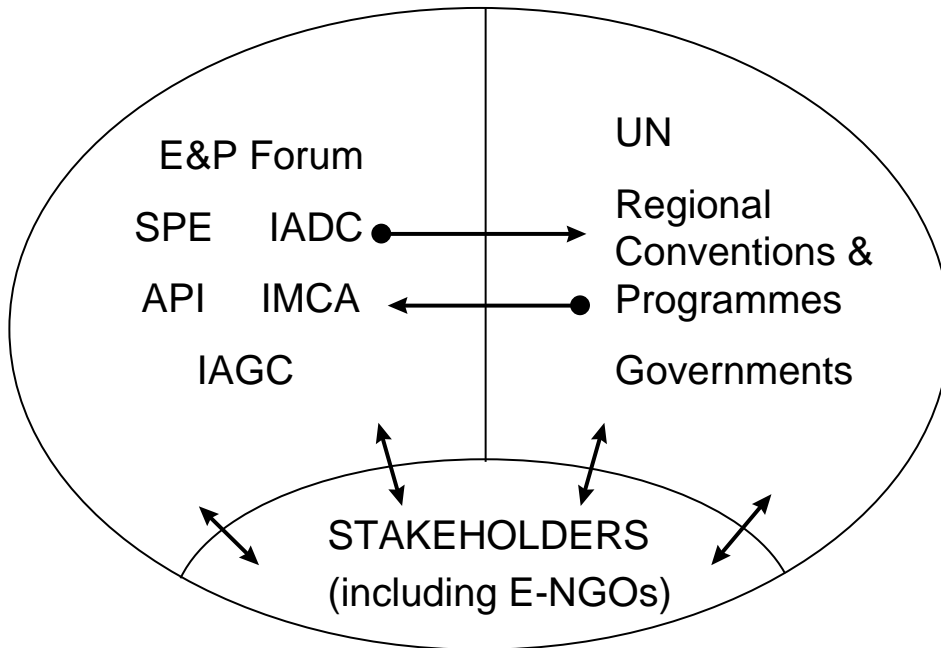 E&P Forum
SPE IADC
API IMCA
IAGC
UN
Regional
Conventions &
Programmes
Governments
STAKEHOLDERS
(including E-NGOs)